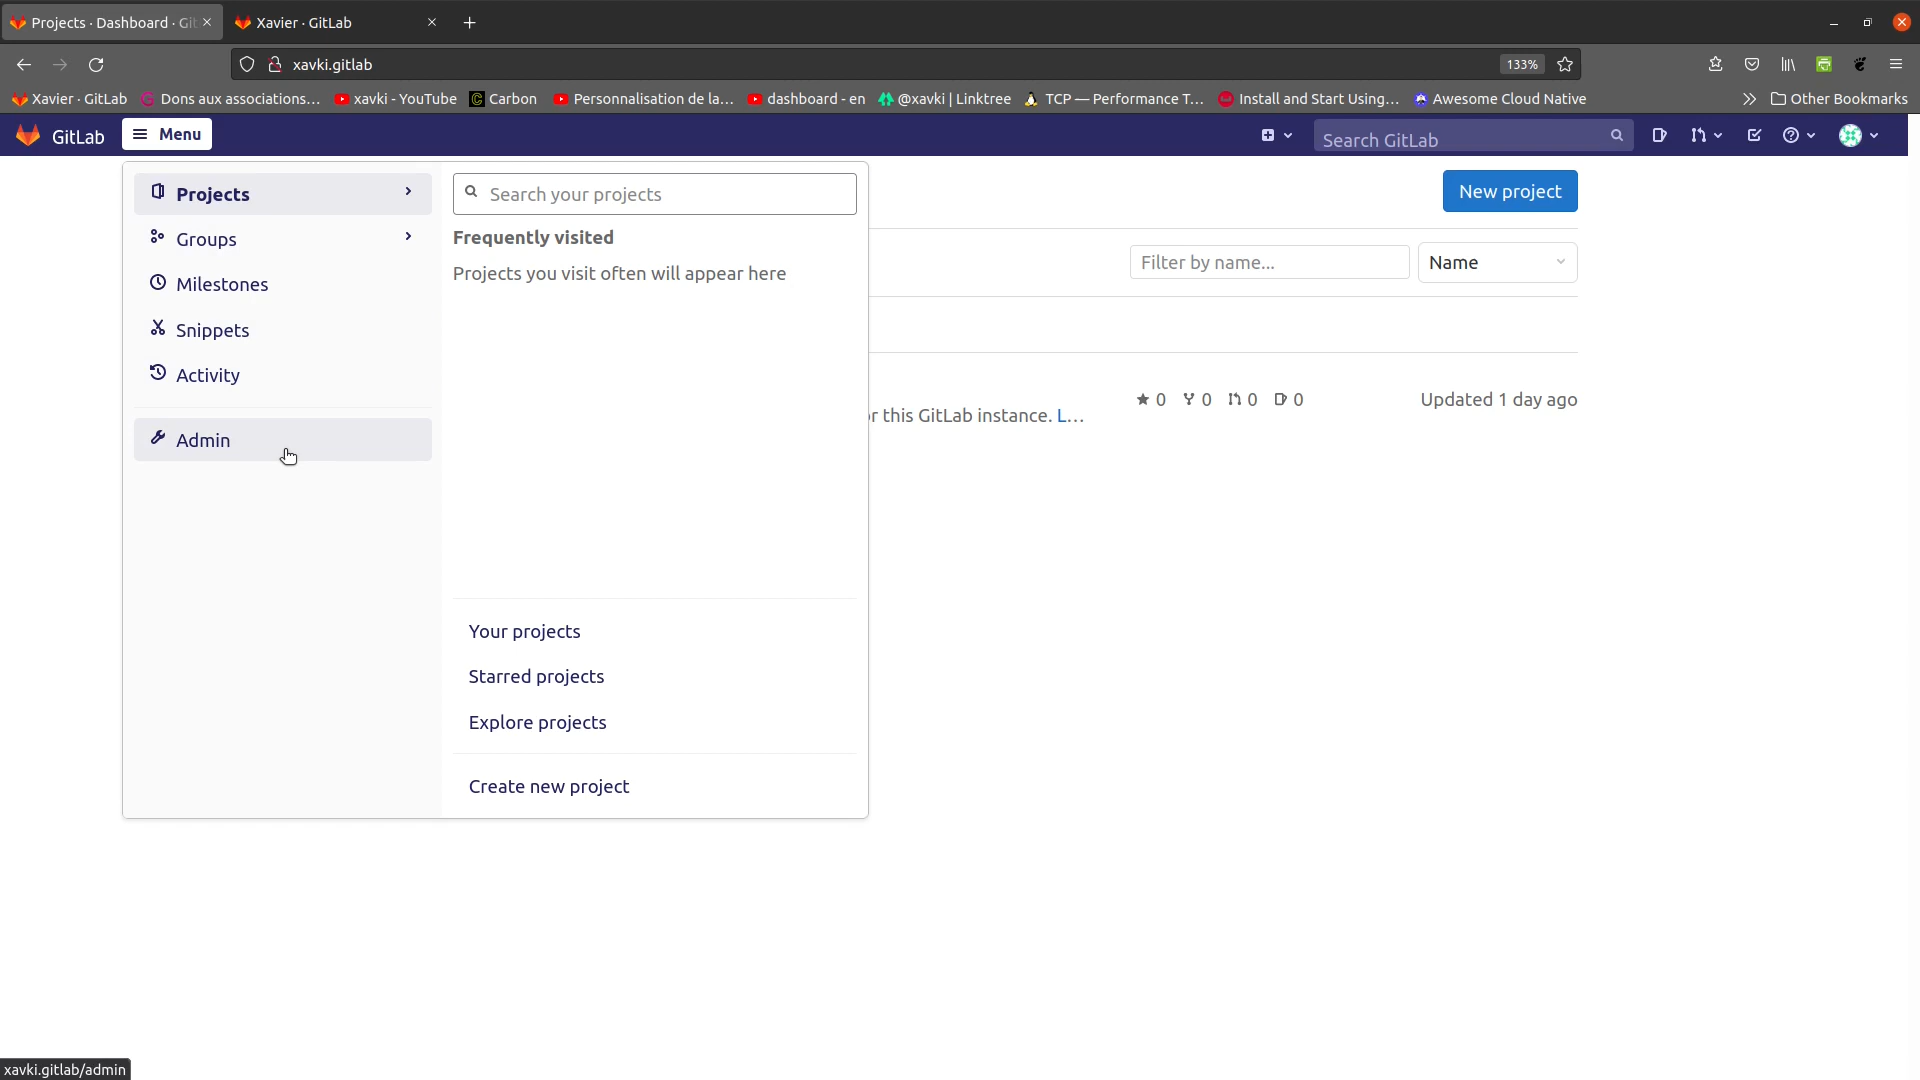 Projects · Dashboard · Gi
Xavier · GitLab
xavki.gitlab
133%
Xavier · GitLab
Dons aux associations...
xavki - YouTube
Carbon
Personnalisation de la...
dashboard - en
@xavki | Linktree
TCP — Performance T...
Install and Start Using...
Awesome Cloud Native
Other Bookmarks
GitLab
Menu
Search GitLab
Projects
Search your projects
New project
Groups
Frequently visited
Filter by name...
Name
Projects you visit often will appear here
Milestones
Snippets
Activity
0 0 0 0
Updated 1 day ago
r this GitLab instance. L...
Admin
Your projects
Starred projects
Explore projects
Create new project
xavki.gitlab/admin